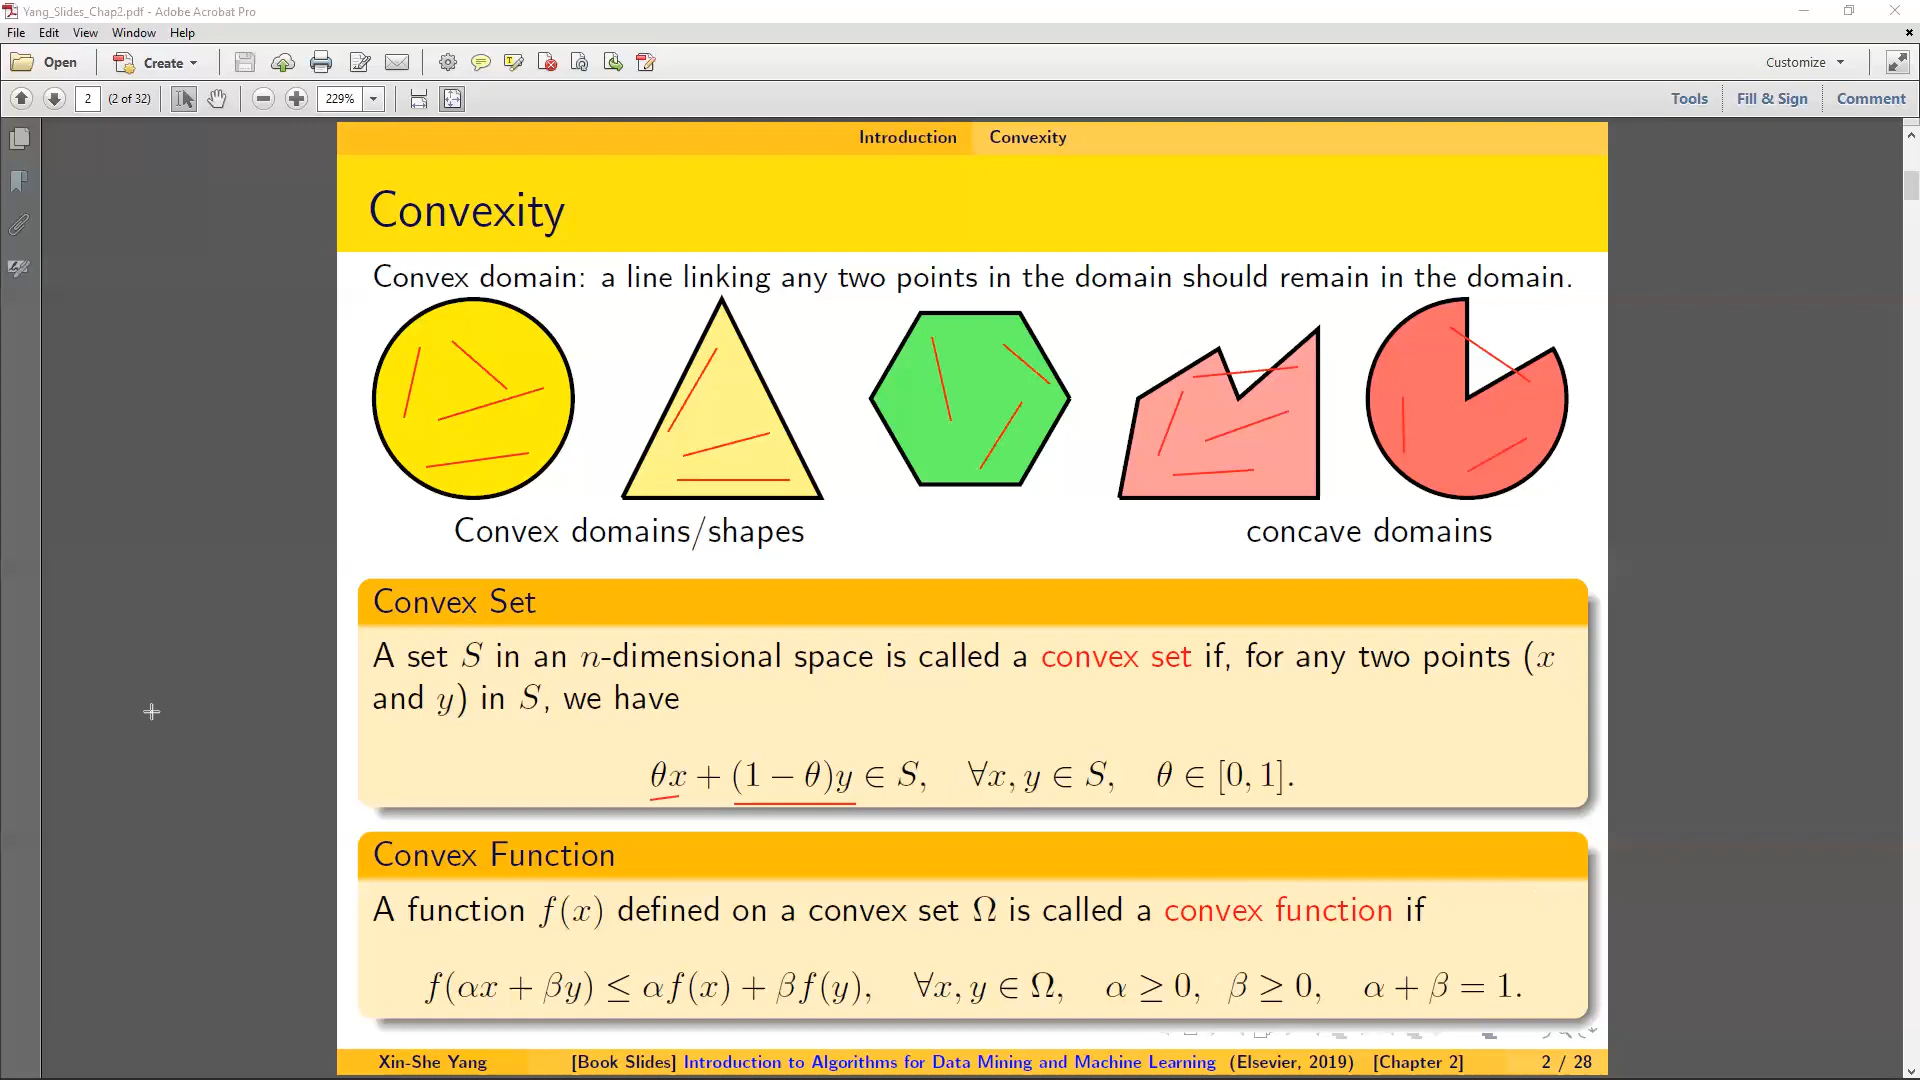 Yang_Slides_Chap2.pdf - Adobe Acrobat Pro
File Edit View Window Help
Open Create Customize
2 (2 of 32) 229% Tools Fill & Sign Comment
Introduction Convexity
Convexity
Convex domain: a line linking any two points in the domain should remain in the domain.
Convex domains/shapes concave domains
Convex Set
A set S in an n-dimensional space is called a convex set if, for any two points (x
and y) in S, we have
θx + (1 − θ)y ∈ S, ∀x, y ∈ S, θ ∈ [0, 1].
Convex Function
A function f(x) defined on a convex set Ω is called a convex function if
f(αx + βy) ≤ αf(x) + βf(y), ∀x, y ∈ Ω, α ≥ 0, β ≥ 0, α + β = 1.
Xin-She Yang [Book Slides] Introduction to Algorithms for Data Mining and Machine Learning (Elsevier, 2019) [Chapter 2] 2 / 28